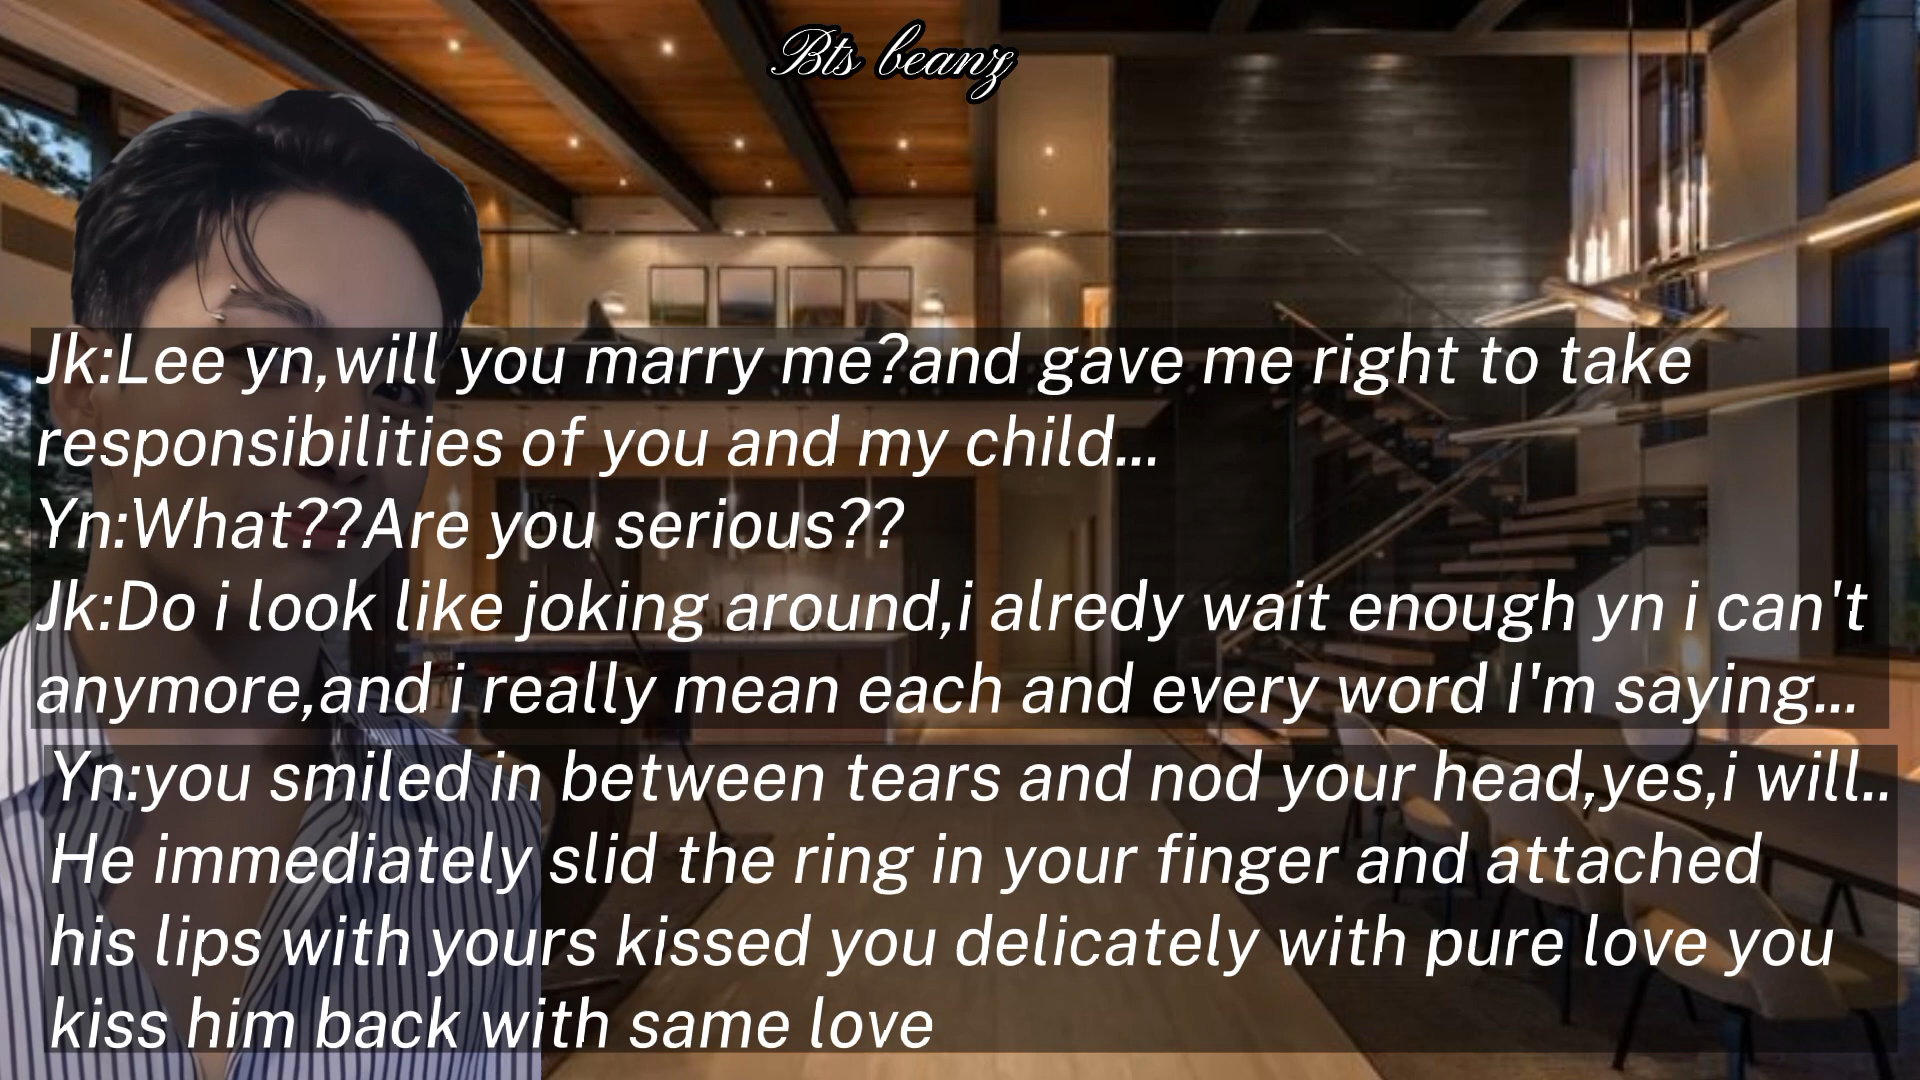 Bts beanz
Jk:Lee yn,will you marry me?and gave me right to take
responsibilities of you and my child...
Yn:What??Are you serious??
Jk:Do i look like joking around,i alredy wait enough yn i can't
anymore,and i really mean each and every word I'm saying...
Yn:you smiled in between tears and nod your head,yes,i will..
He immediately slid the ring in your finger and attached
his lips with yours kissed you delicately with pure love you
kiss him back with same love